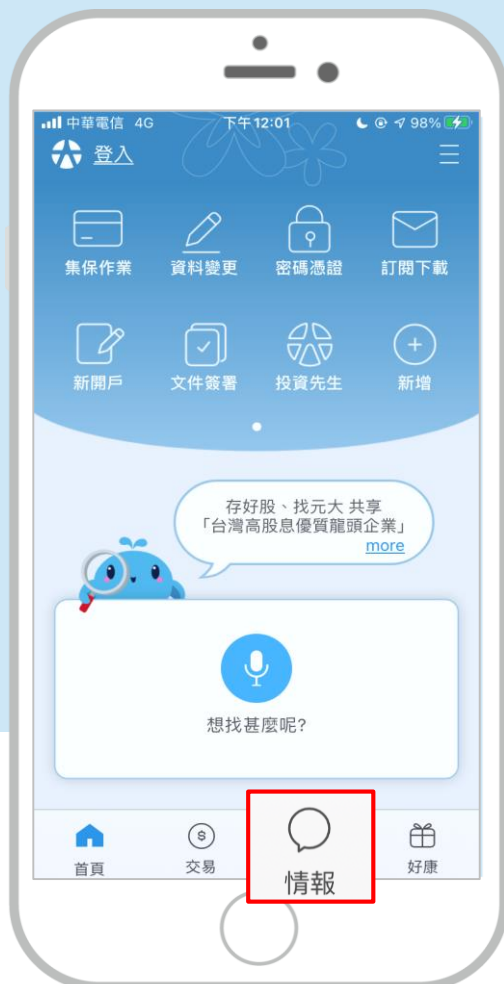 中華電信 4G 下午12:01 98%
登入
集保作業 資料變更 密碼憑證 訂閱下載
新開戶 文件簽署 投資先生 新增
存好股、找元大 共享
「台灣高股息優質龍頭企業」
more
想找甚麼呢?
首頁 交易 情報 好康